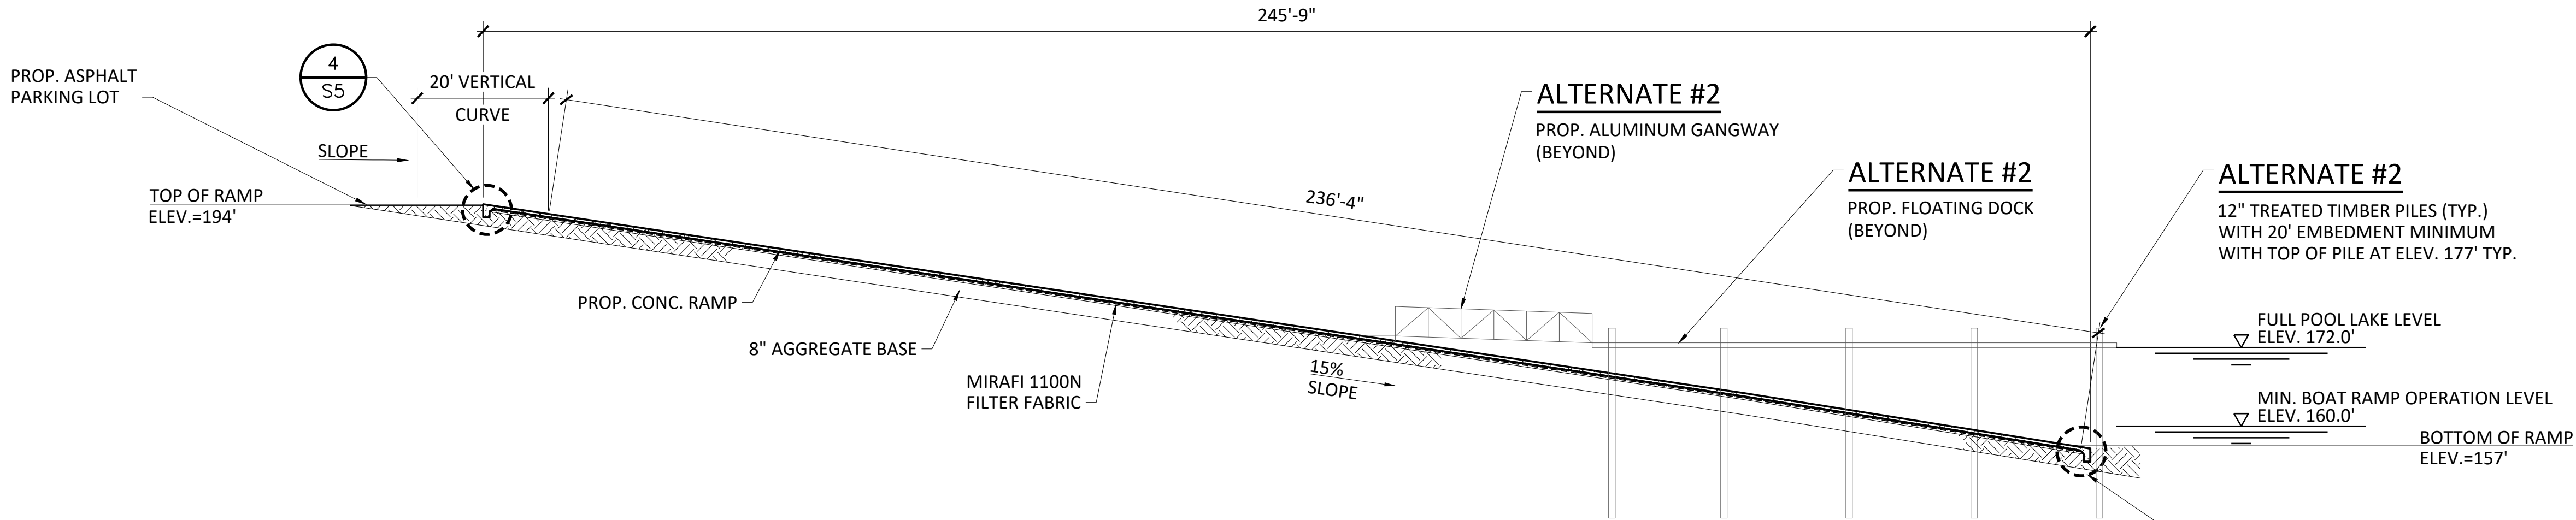 245'-9"
PROP. ASPHALT
PARKING LOT
4
S5
20' VERTICAL
CURVE
SLOPE
TOP OF RAMP
ELEV.=194'
ALTERNATE #2
PROP. ALUMINUM GANGWAY
(BEYOND)
ALTERNATE #2
PROP. FLOATING DOCK
(BEYOND)
ALTERNATE #2
12" TREATED TIMBER PILES (TYP.)
WITH 20' EMBEDMENT MINIMUM
WITH TOP OF PILE AT ELEV. 177' TYP.
236'-4"
PROP. CONC. RAMP
8" AGGREGATE BASE
MIRAFI 1100N
FILTER FABRIC
15%
SLOPE
FULL POOL LAKE LEVEL
ELEV. 172.0'
MIN. BOAT RAMP OPERATION LEVEL
ELEV. 160.0'
BOTTOM OF RAMP
ELEV.=157'